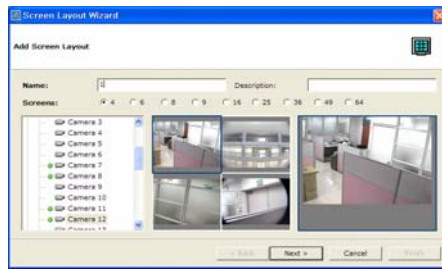 Screen Layout Wizard
Add Screen Layout
Name: Description:
Screens: 4 6 8 9 16 25 36 49 64
Camera 3
Camera 4
Camera 5
Camera 6
Camera 7
Camera 8
Camera 9
Camera 10
Camera 11
Camera 12
Camera 13
< Back Next > Cancel Finish